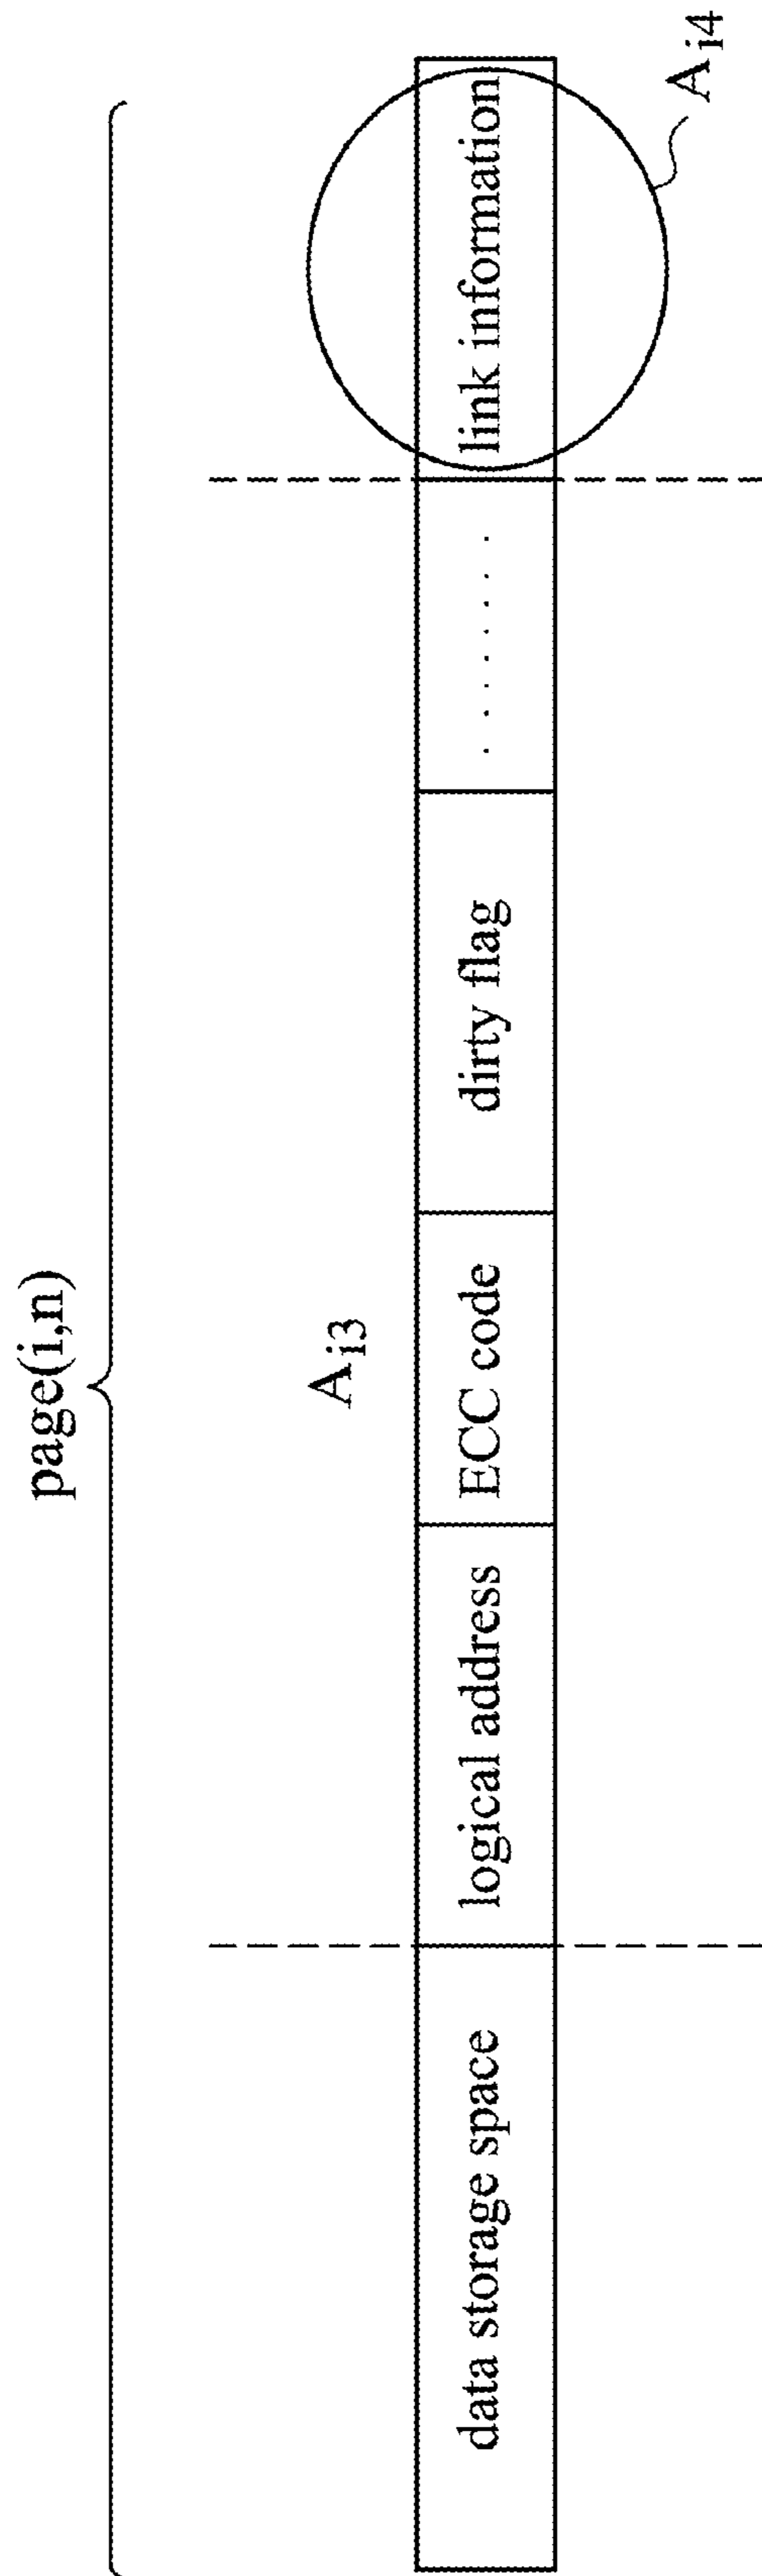 page(i,n)
A_i3
data storage space
logical address
ECC code
dirty flag
. . . . . . . .
link information
A_i4